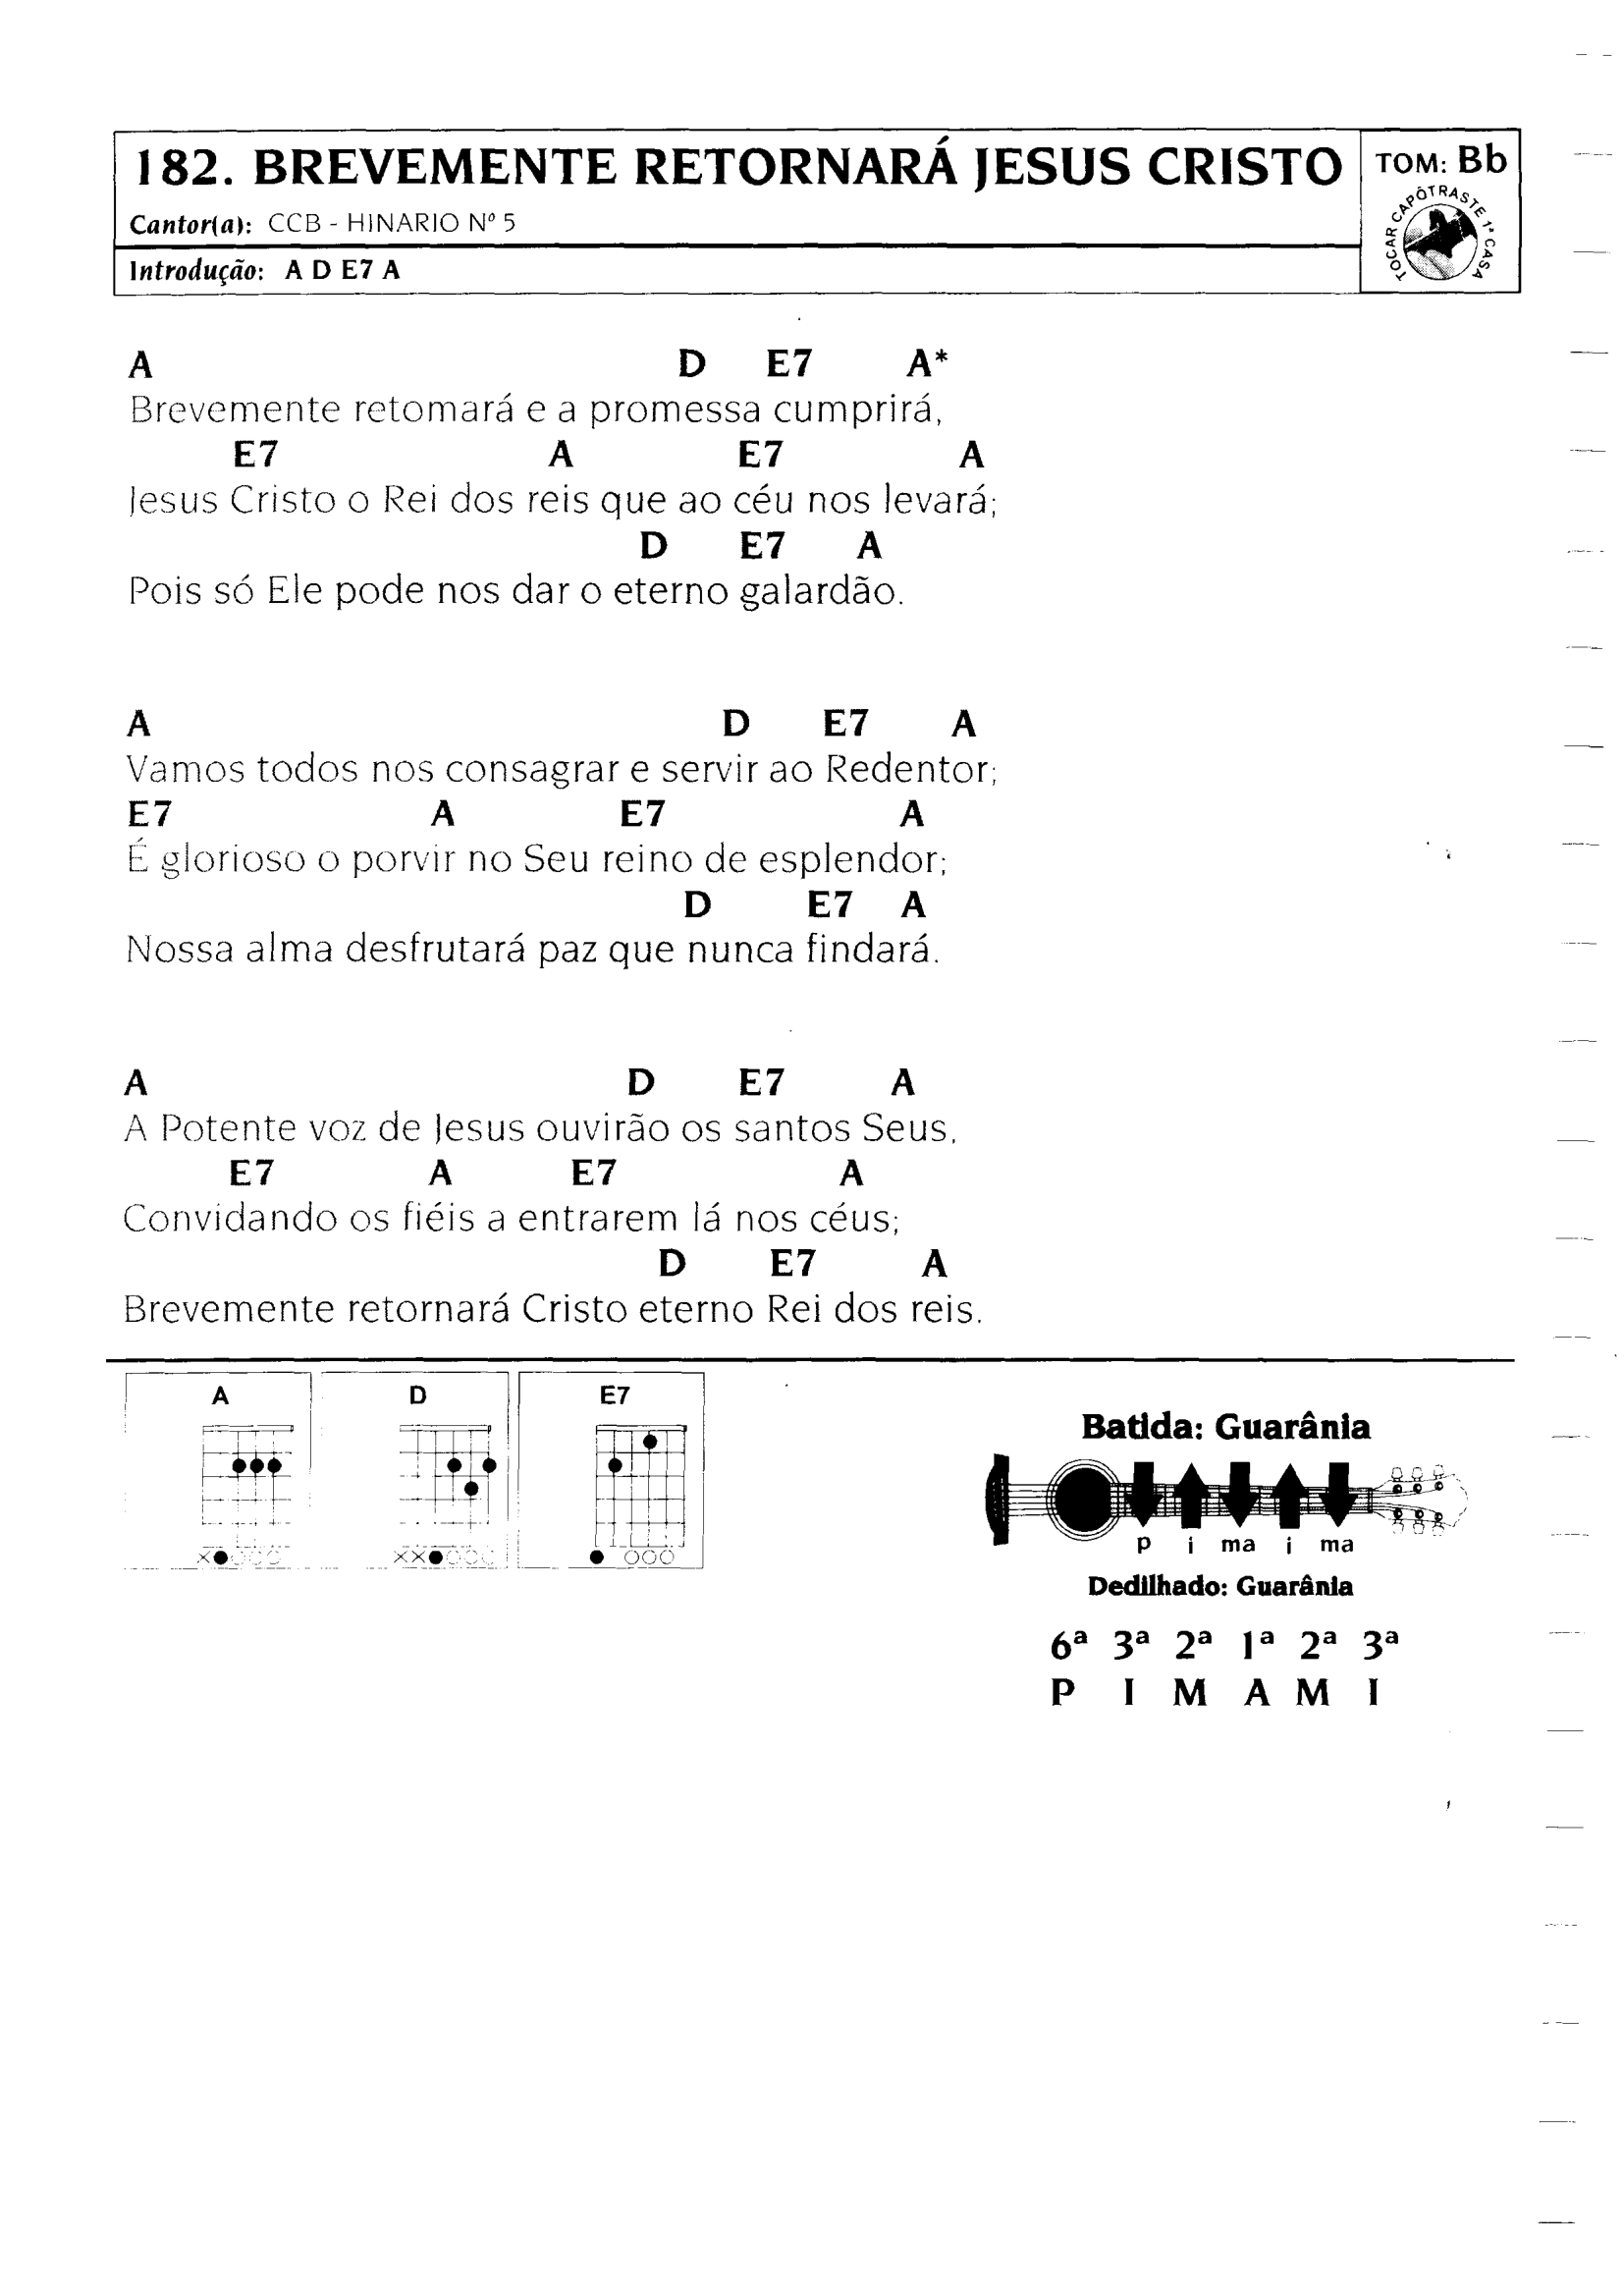 182. BREVEMENTE RETORNARÁ JESUS CRISTO
TOM: Bb
Cantor(a): CCB - HINARIO Nº 5
TOCAR CAPÔTRASTE 1ª CASA
Introdução: A D E7 A
A D E7 A*
Brevemente retomará e a promessa cumprirá,
E7 A E7 A
Jesus Cristo o Rei dos reis que ao céu nos levará;
D E7 A
Pois só Ele pode nos dar o eterno galardão.
A D E7 A
Vamos todos nos consagrar e servir ao Redentor;
E7 A E7 A
É glorioso o porvir no Seu reino de esplendor;
D E7 A
Nossa alma desfrutará paz que nunca findará.
A D E7 A
A Potente voz de Jesus ouvirão os santos Seus,
E7 A E7 A
Convidando os fiéis a entrarem lá nos céus;
D E7 A
Brevemente retornará Cristo eterno Rei dos reis.
A D E7
Batida: Guarânia
p i ma i ma
Dedilhado: Guarânia
6ª 3ª 2ª 1ª 2ª 3ª
P I M A M I